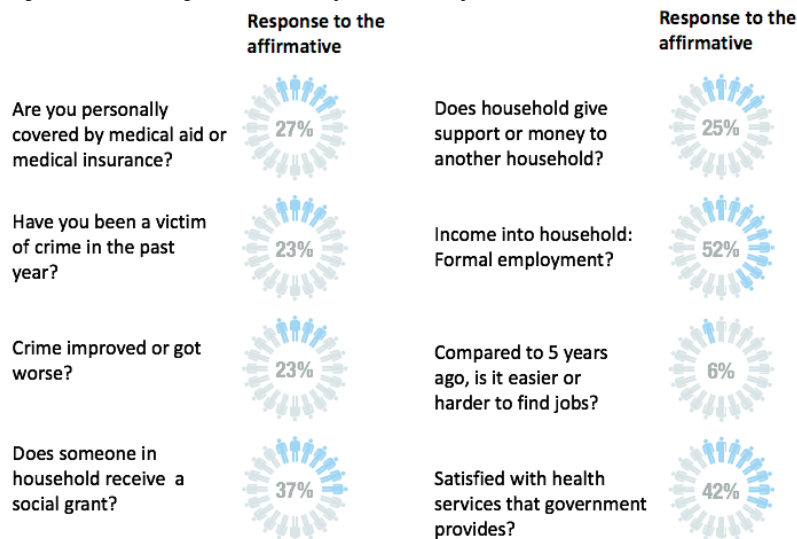 Response to the
affirmative
Are you personally
covered by medical aid or
medical insurance?
27%
Have you been a victim
of crime in the past
year?
23%
Crime improved or got
worse?
23%
Does someone in
household receive a
social grant?
37%
Response to the
affirmative
Does household give
support or money to
another household?
25%
Income into household:
Formal employment?
52%
Compared to 5 years
ago, is it easier or
harder to find jobs?
6%
Satisfied with health
services that government
provides?
42%